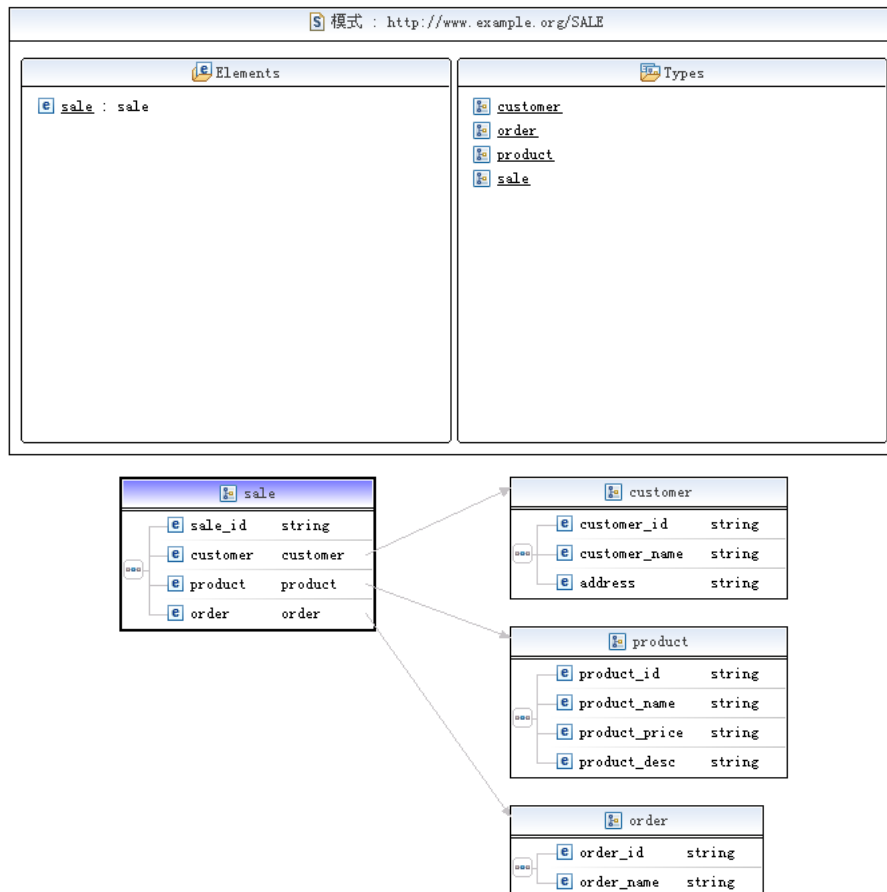 模式 : http://www.example.org/SALE
Elements
sale : sale
Types
customer
order
product
sale
sale
sale_id string
customer customer
product product
order order
customer
customer_id string
customer_name string
address string
product
product_id string
product_name string
product_price string
product_desc string
order
order_id string
order_name string